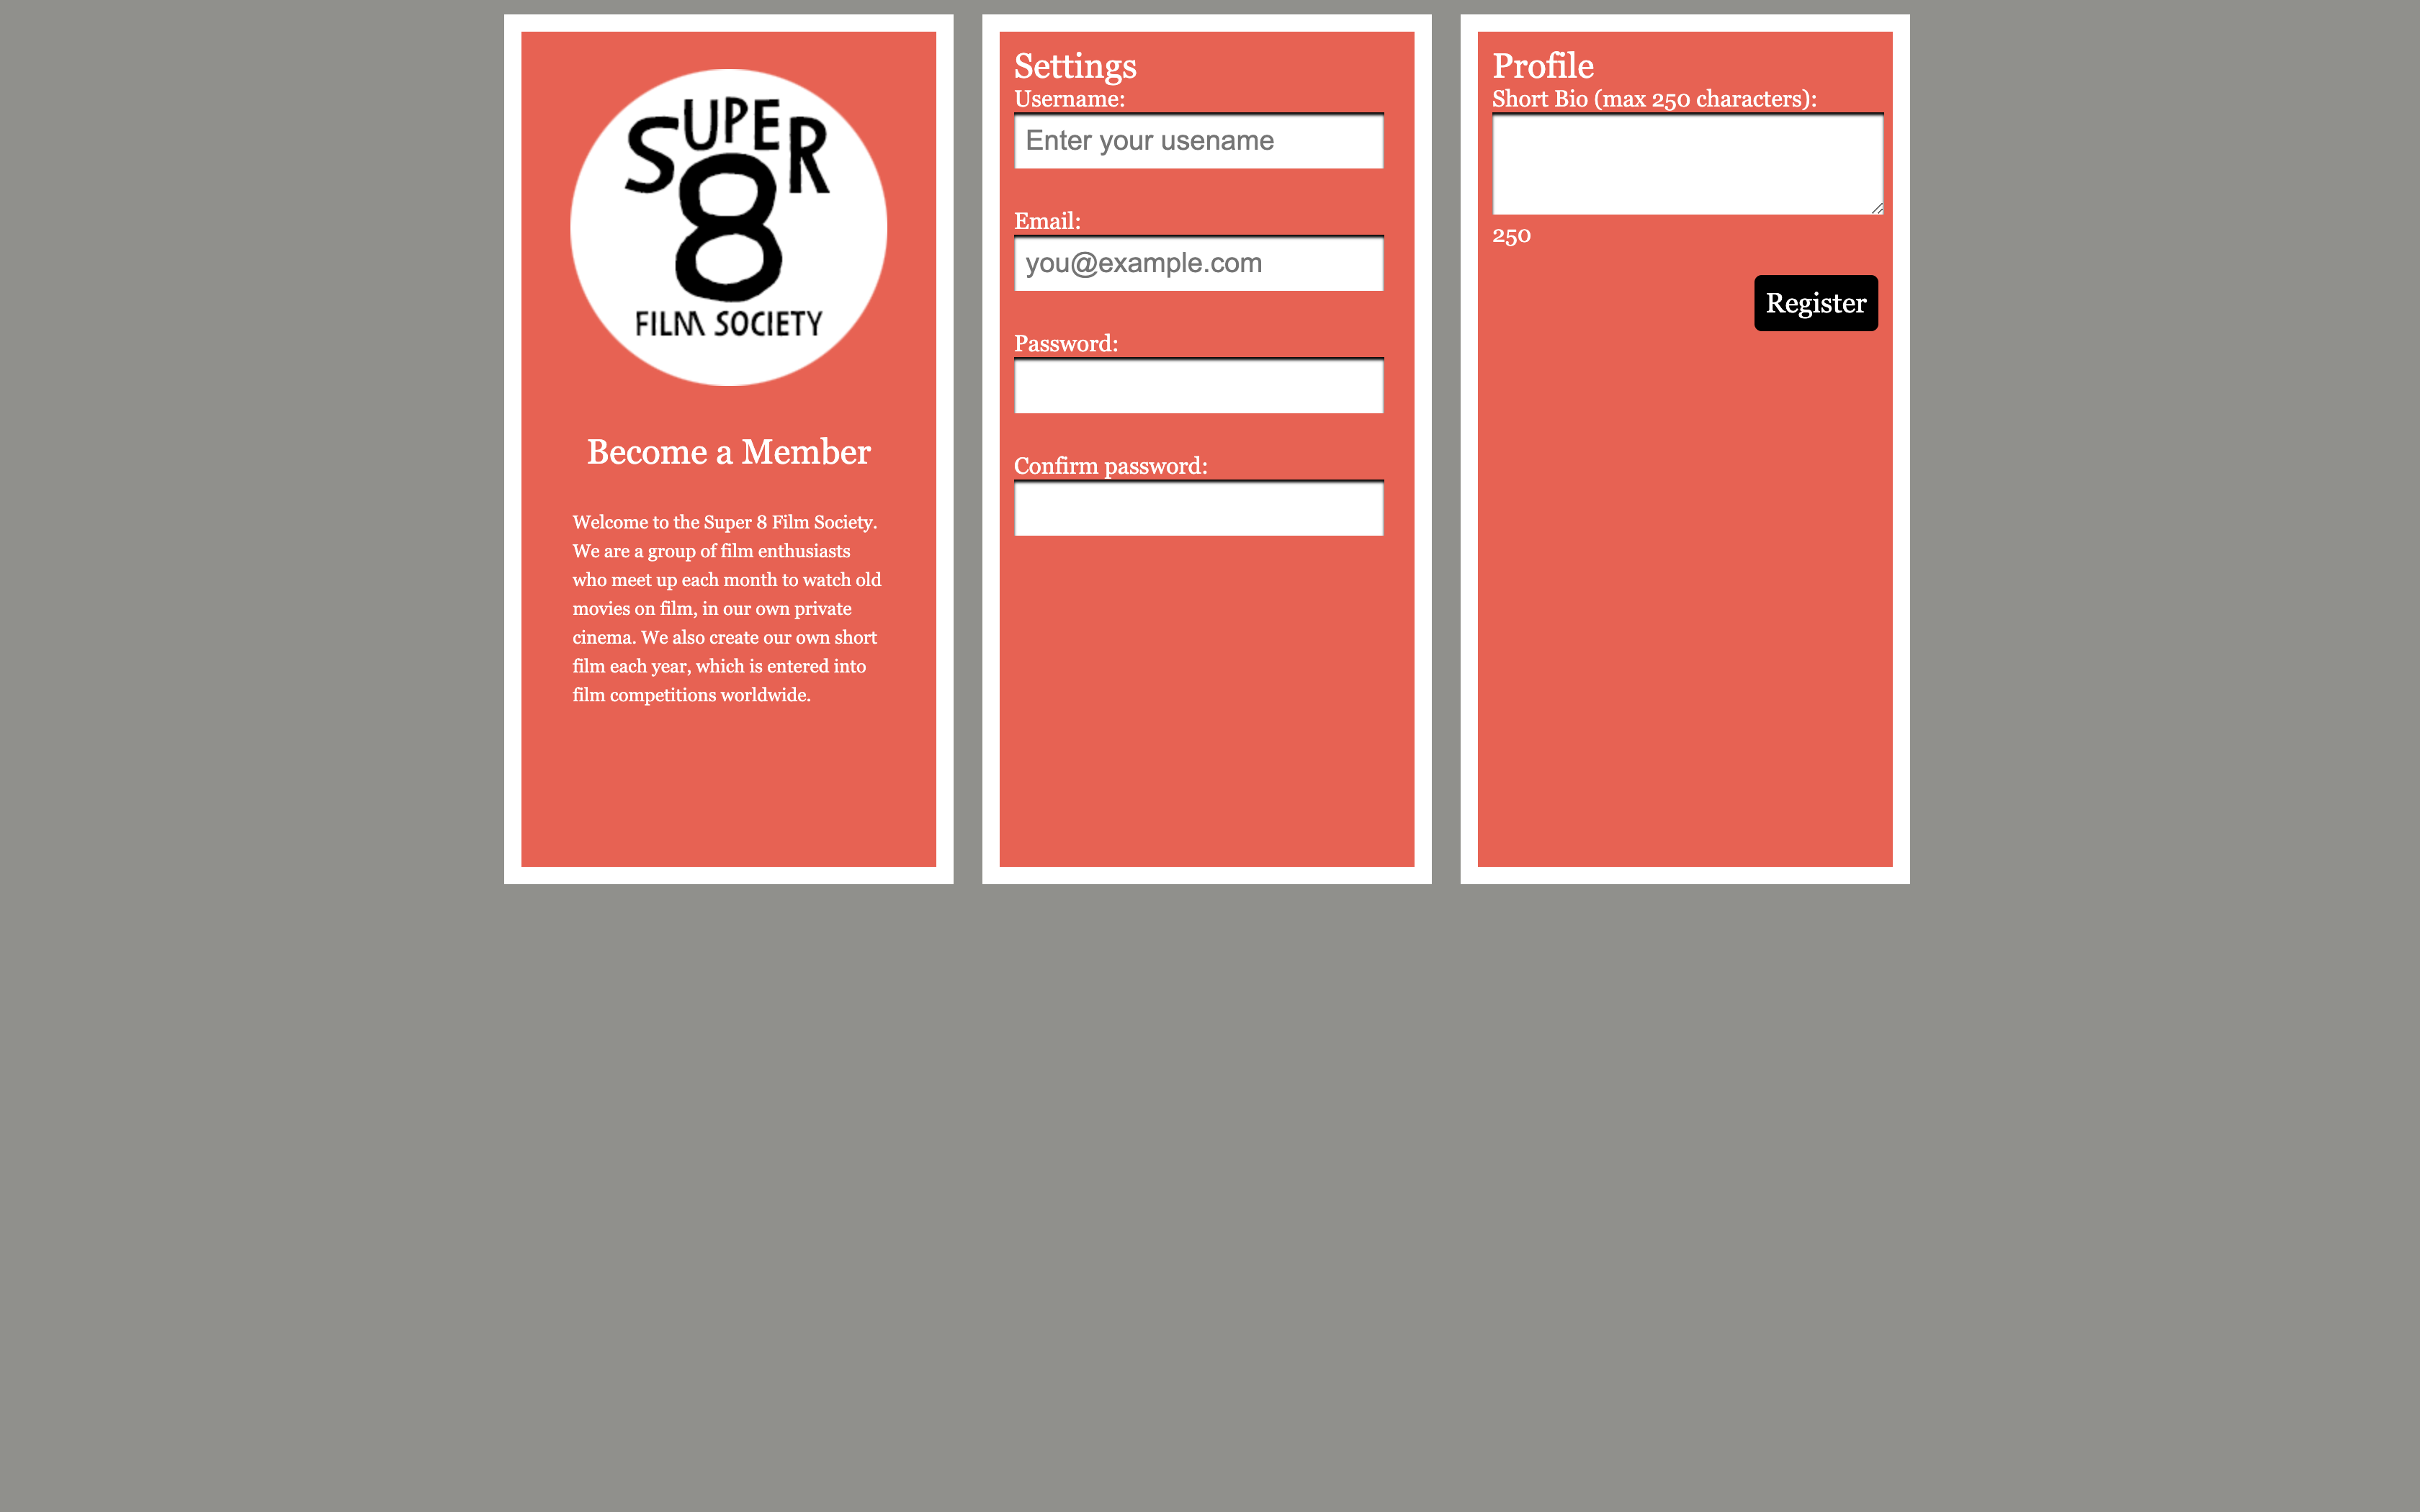 SUPER
8
FILM SOCIETY
Become a Member
Welcome to the Super 8 Film Society.
We are a group of film enthusiasts
who meet up each month to watch old
movies on film, in our own private
cinema. We also create our own short
film each year, which is entered into
film competitions worldwide.
Settings
Username:
Enter your usename
Email:
you@example.com
Password:
Confirm password:
Profile
Short Bio (max 250 characters):
250
Register